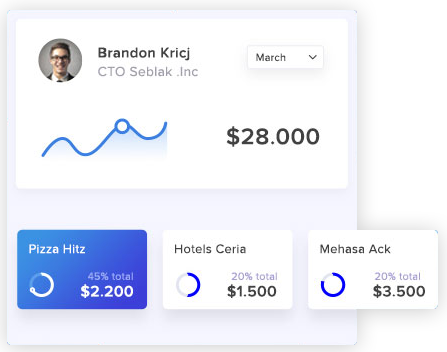 Brandon Kricj
CTO Seblak .Inc
March
$28.000
Pizza Hitz
45% total
$2.200
Hotels Ceria
20% total
$1.500
Mehasa Ack
20% total
$3.500